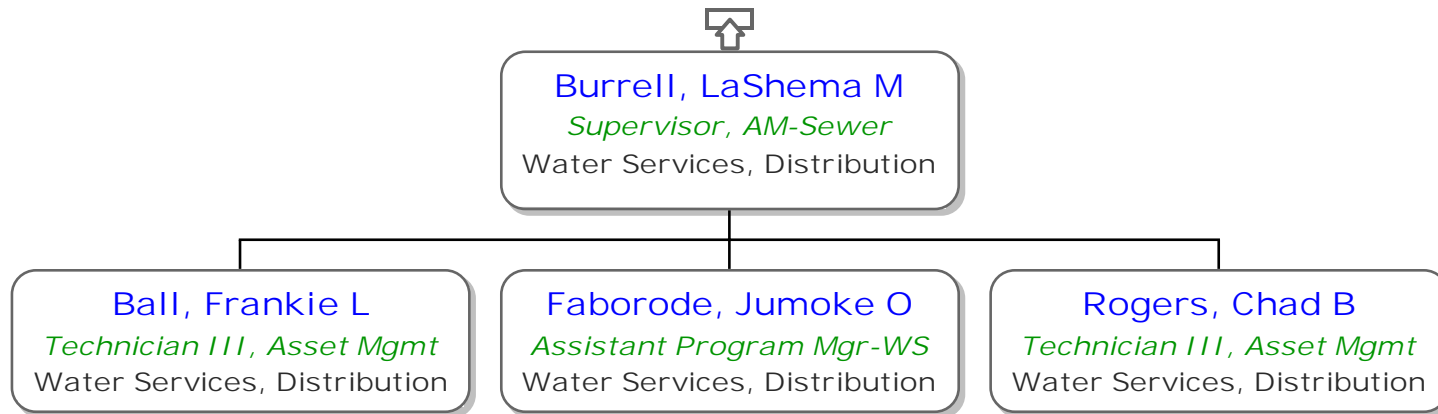 Burrell, LaShema M
Supervisor, AM-Sewer
Water Services, Distribution
Ball, Frankie L
Technician III, Asset Mgmt
Water Services, Distribution
Faborode, Jumoke O
Assistant Program Mgr-WS
Water Services, Distribution
Rogers, Chad B
Technician III, Asset Mgmt
Water Services, Distribution